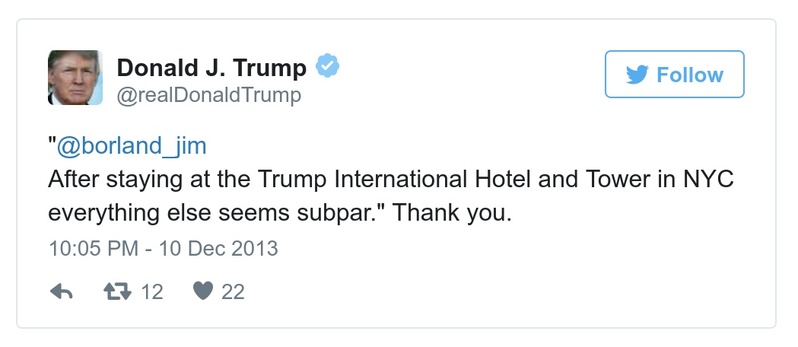 Donald J. Trump
@realDonaldTrump
Follow
"@borland_jim
After staying at the Trump International Hotel and Tower in NYC
everything else seems subpar." Thank you.
10:05 PM - 10 Dec 2013
12 22